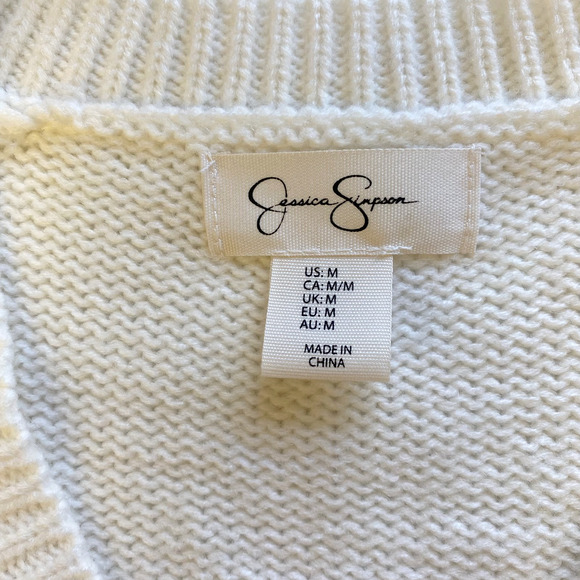 Jessica Simpson
US: M
CA: M/M
UK: M
EU: M
AU: M
MADE IN
CHINA